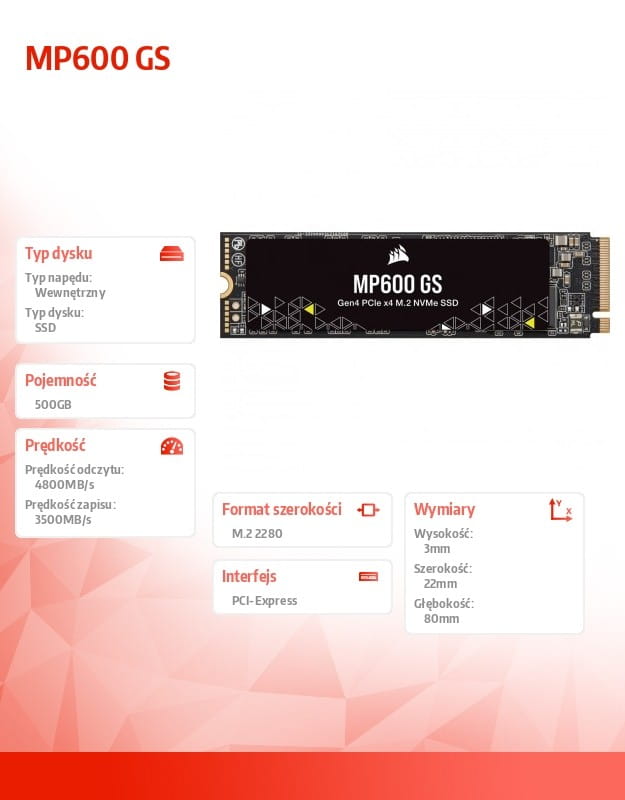 MP600 GS
Typ dysku
Typ napędu:
Wewnętrzny
Typ dysku:
SSD
MP600 GS
Gen4 PCIe x4 M.2 NVMe SSD
Pojemność
500GB
Prędkość
Prędkość odczytu:
4800MB/s
Prędkość zapisu:
3500MB/s
Format szerokości
M.2 2280
Interfejs
PCI-Express
Wymiary
Y
X
Wysokość:
3mm
Szerokość:
22mm
Głębokość:
80mm